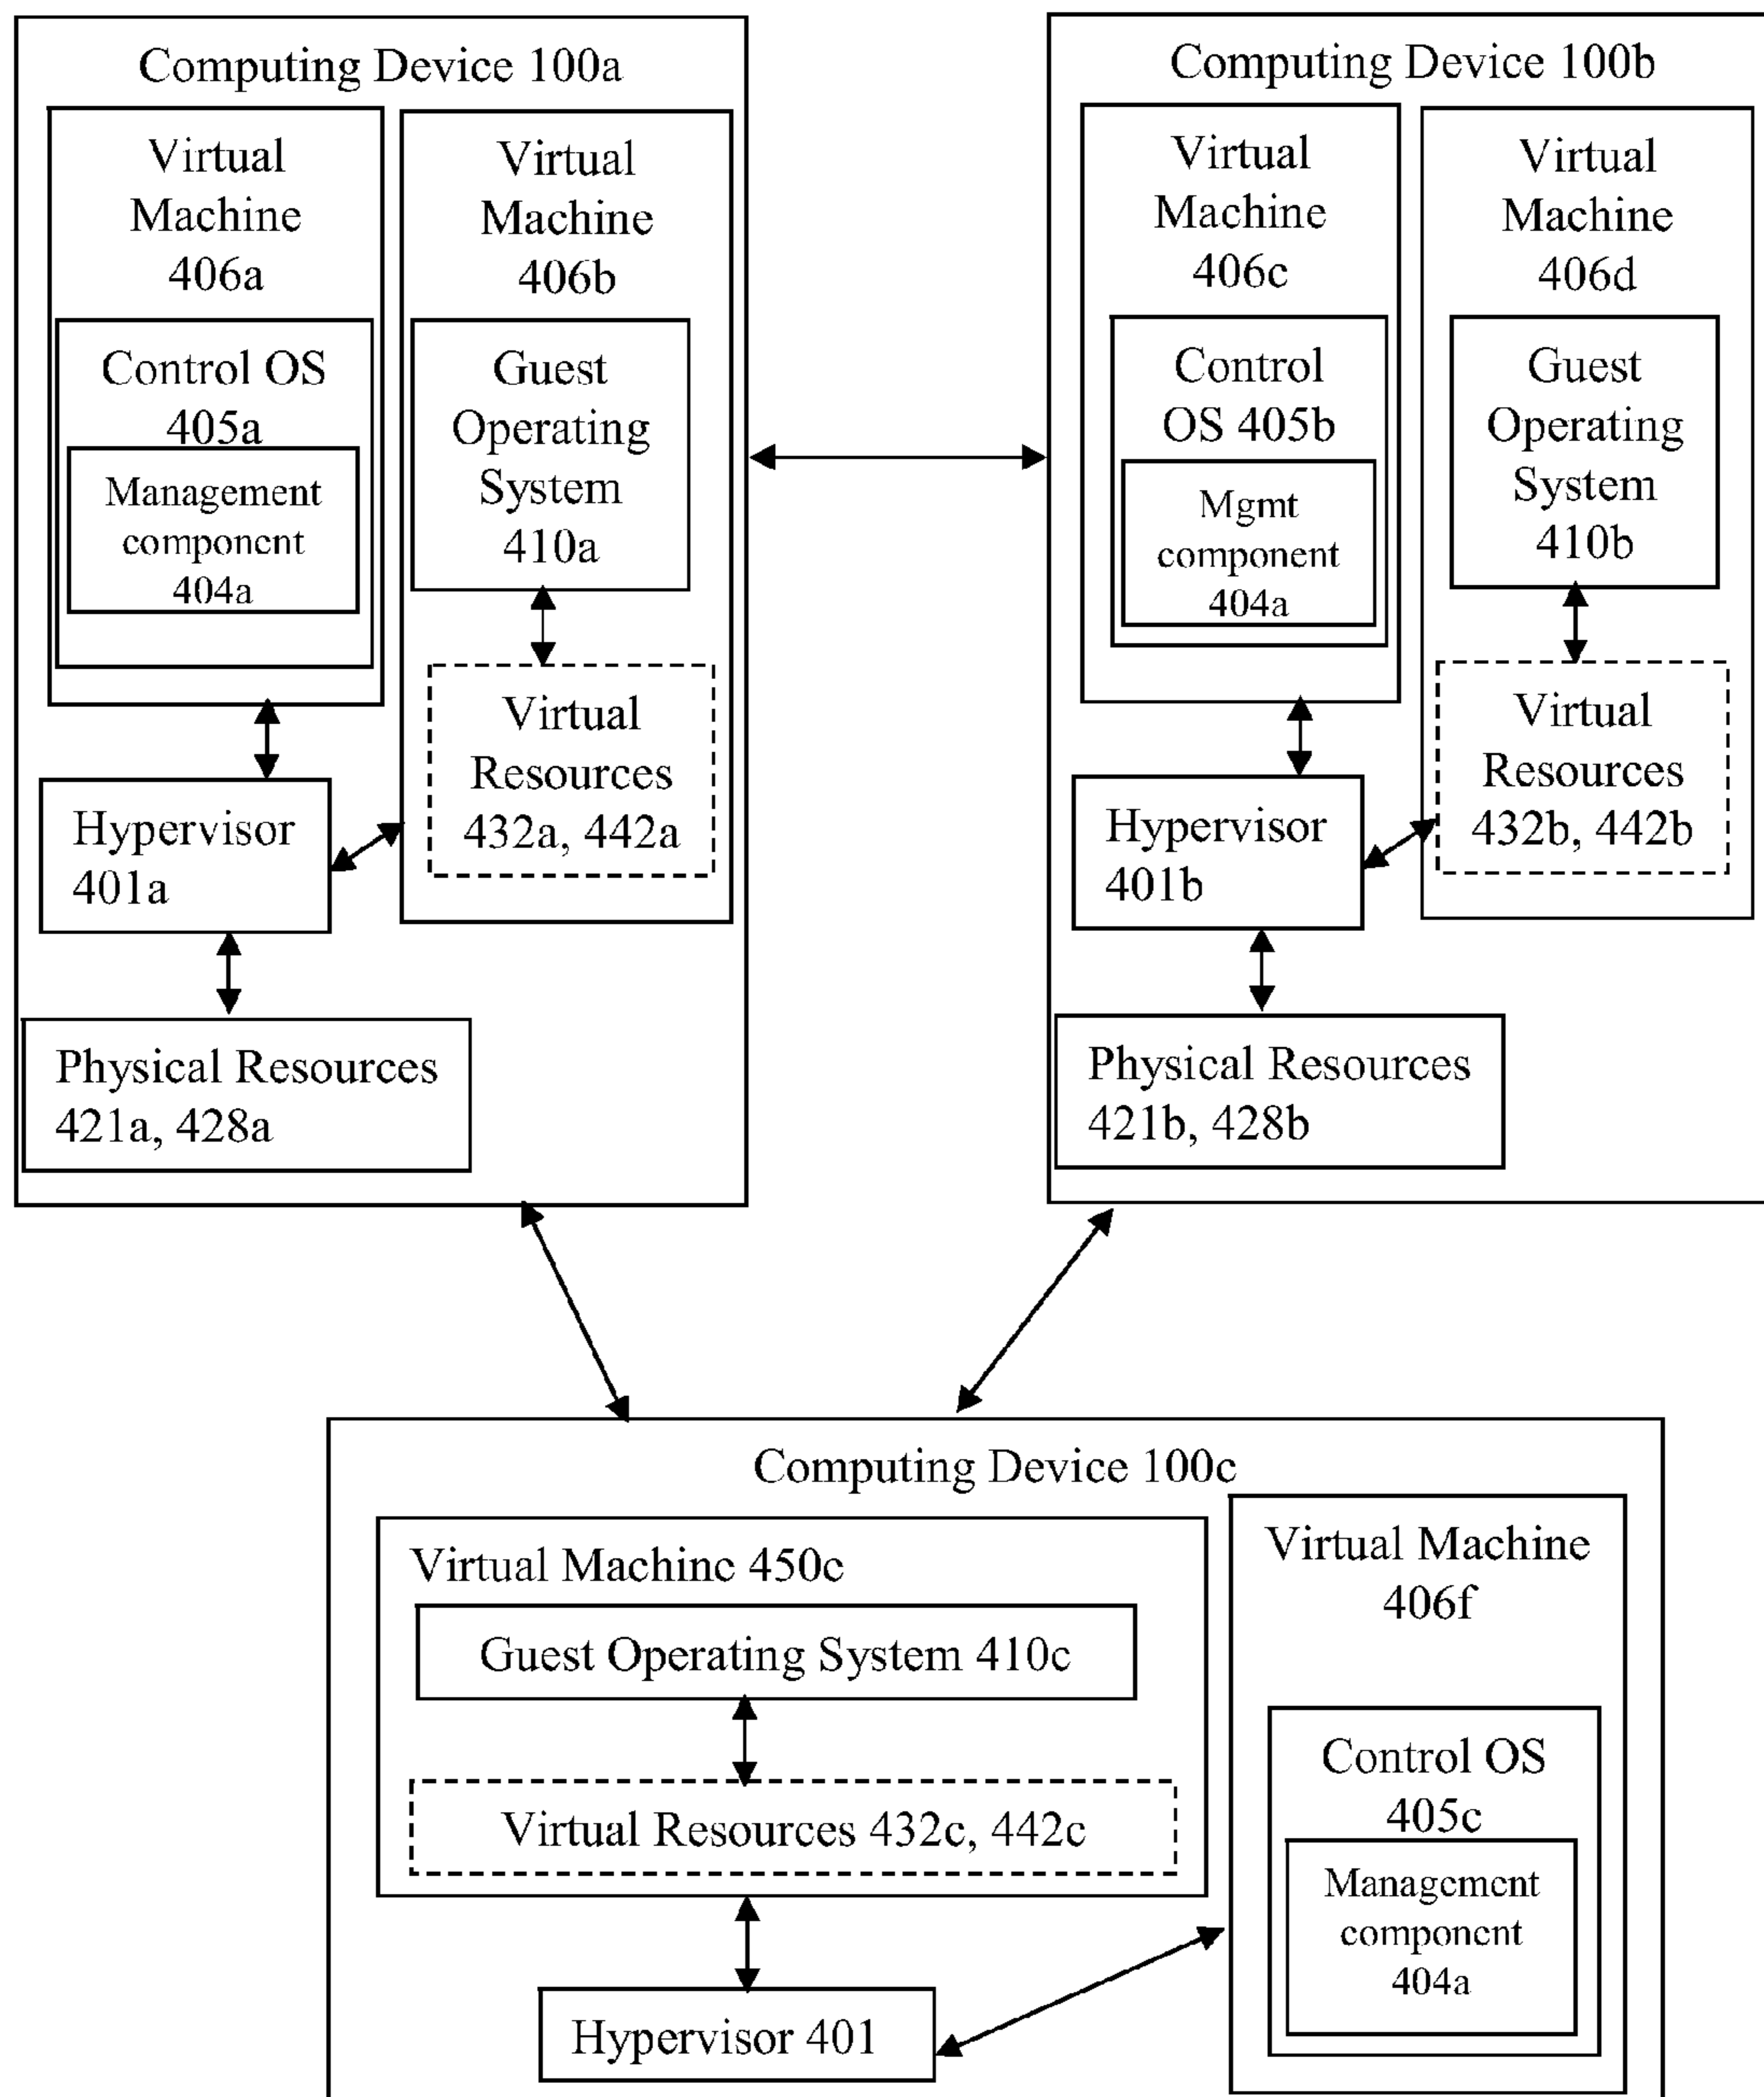 Computing Device 100a
Virtual
Machine
406a
Control OS
405a
Management
component
404a
Virtual
Machine
406b
Guest
Operating
System
410a
Virtual
Resources
432a, 442a
Hypervisor
401a
Physical Resources
421a, 428a
Computing Device 100b
Virtual
Machine
406c
Control
OS 405b
Mgmt
component
404a
Virtual
Machine
406d
Guest
Operating
System
410b
Virtual
Resources
432b, 442b
Hypervisor
401b
Physical Resources
421b, 428b
Computing Device 100c
Virtual Machine 450c
Guest Operating System 410c
Virtual Resources 432c, 442c
Hypervisor 401
Virtual Machine
406f
Control OS
405c
Management
component
404a